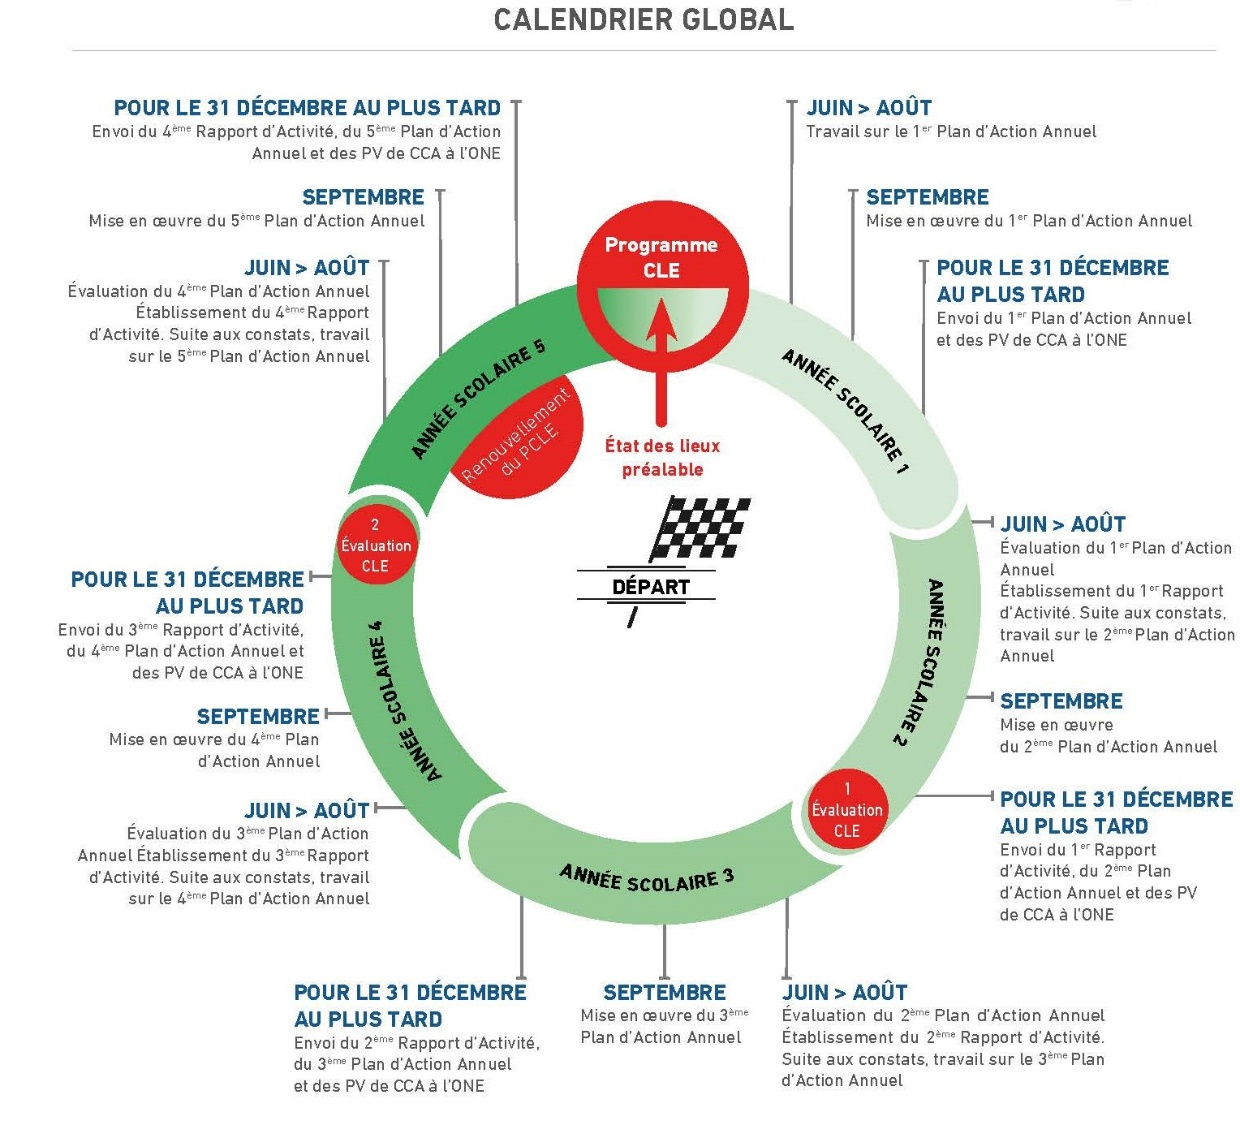 CALENDRIER GLOBAL
POUR LE 31 DÉCEMBRE AU PLUS TARD
Envoi du 4ème Rapport d'Activité, du 5ème Plan d'Action
Annuel et des PV de CCA à l'ONE
SEPTEMBRE
Mise en œuvre du 5ème Plan d'Action Annuel
JUIN > AOÛT
Évaluation du 4ème Plan d'Action Annuel
Établissement du 4ème Rapport
d'Activité. Suite aux constats, travail
sur le 5ème Plan d'Action Annuel
JUIN > AOÛT
Travail sur le 1er Plan d'Action Annuel
SEPTEMBRE
Mise en œuvre du 1er Plan d'Action Annuel
POUR LE 31 DÉCEMBRE
AU PLUS TARD
Envoi du 1er Plan d'Action Annuel
et des PV de CCA à l'ONE
Programme
CLE
ANNÉE SCOLAIRE 5
ANNÉE SCOLAIRE 1
Renouvellement
du PCLE
État des lieux
préalable
DÉPART
2
Évaluation
CLE
JUIN > AOÛT
Évaluation du 1er Plan d'Action
Annuel
Établissement du 1er Rapport
d'Activité. Suite aux constats,
travail sur le 2ème Plan d'Action
Annuel
ANNÉE SCOLAIRE 2
SEPTEMBRE
Mise en œuvre
du 2ème Plan d'Action Annuel
1
Évaluation
CLE
POUR LE 31 DÉCEMBRE
AU PLUS TARD
Envoi du 1er Rapport
d'Activité, du 2ème Plan
d'Action Annuel et des PV
de CCA à l'ONE
POUR LE 31 DÉCEMBRE
AU PLUS TARD
Envoi du 3ème Rapport d'Activité,
du 4ème Plan d'Action Annuel et
des PV de CCA à l'ONE
ANNÉE SCOLAIRE 4
SEPTEMBRE
Mise en œuvre du 4ème Plan
d'Action Annuel
JUIN > AOÛT
Évaluation du 3ème Plan d'Action
Annuel Établissement du 3ème Rapport
d'Activité. Suite aux constats, travail
sur le 4ème Plan d'Action Annuel
ANNÉE SCOLAIRE 3
POUR LE 31 DÉCEMBRE
AU PLUS TARD
Envoi du 2ème Rapport d'Activité,
du 3ème Plan d'Action Annuel
et des PV de CCA à l'ONE
SEPTEMBRE
Mise en œuvre du 3ème
Plan d'Action Annuel
JUIN > AOÛT
Évaluation du 2ème Plan d'Action Annuel
Établissement du 2ème Rapport d'Activité.
Suite aux constats, travail sur le 3ème Plan
d'Action Annuel